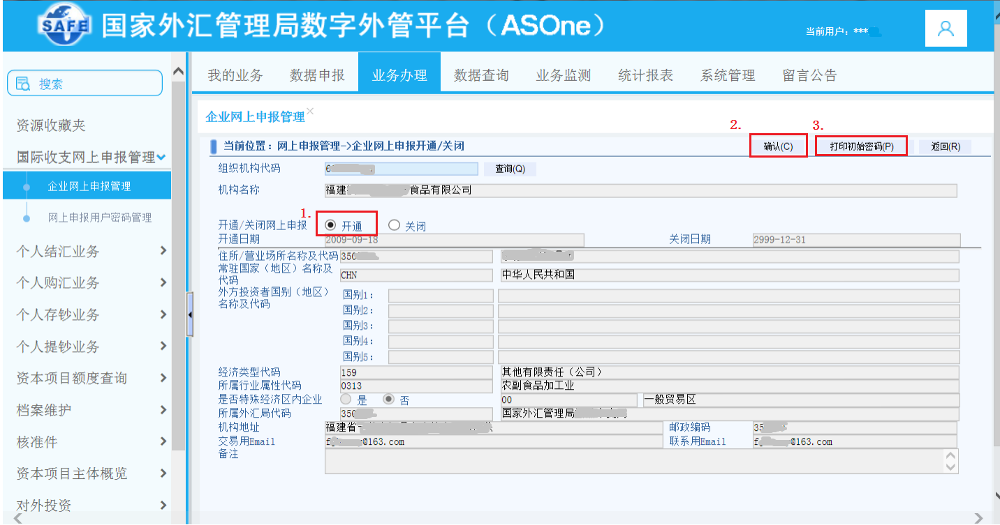 SAFE 国家外汇管理局数字外管平台（ASOne）
当前用户：***
搜索
我的业务 数据申报 业务办理 数据查询 业务监测 统计报表 系统管理 留言公告
资源收藏夹
国际收支网上申报管理
企业网上申报管理
网上申报用户密码管理
个人结汇业务
个人购汇业务
个人存钞业务
个人提钞业务
资本项目额度查询
档案维护
核准件
资本项目主体概览
对外投资
企业网上申报管理
2. 3.
当前位置：网上申报管理->企业网上申报开通/关闭 确认(C) 打印初始密码(P) 返回(R)
组织机构代码 6 查询(Q)
机构名称 福建 食品有限公司
1.
开通/关闭网上申报 开通 关闭
开通日期 2009-09-18 关闭日期 2999-12-31
住所/营业场所名称及代码 350
常驻国家（地区）名称及
代码 CHN 中华人民共和国
外方投资者国别（地区）
名称及代码
国别1：
国别2：
国别3：
国别4：
国别5：
经济类型代码 159 其他有限责任（公司）
所属行业属性代码 0313 农副食品加工业
是否特殊经济区内企业 是 否 00 一般贸易区
所属外汇局代码 350 国家外汇管理局
机构地址 福建省 邮政编码 35
交易用Email f @163.com 联系用Email f @163.com
备注